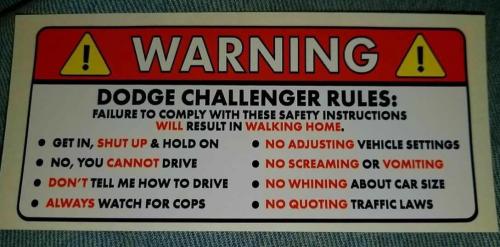 WARNING
DODGE CHALLENGER RULES:
FAILURE TO COMPLY WITH THESE SAFETY INSTRUCTIONS
WILL RESULT IN WALKING HOME.
• GET IN, SHUT UP & HOLD ON
• NO, YOU CANNOT DRIVE
• DON'T TELL ME HOW TO DRIVE
• ALWAYS WATCH FOR COPS
• NO ADJUSTING VEHICLE SETTINGS
• NO SCREAMING OR VOMITING
• NO WHINING ABOUT CAR SIZE
• NO QUOTING TRAFFIC LAWS